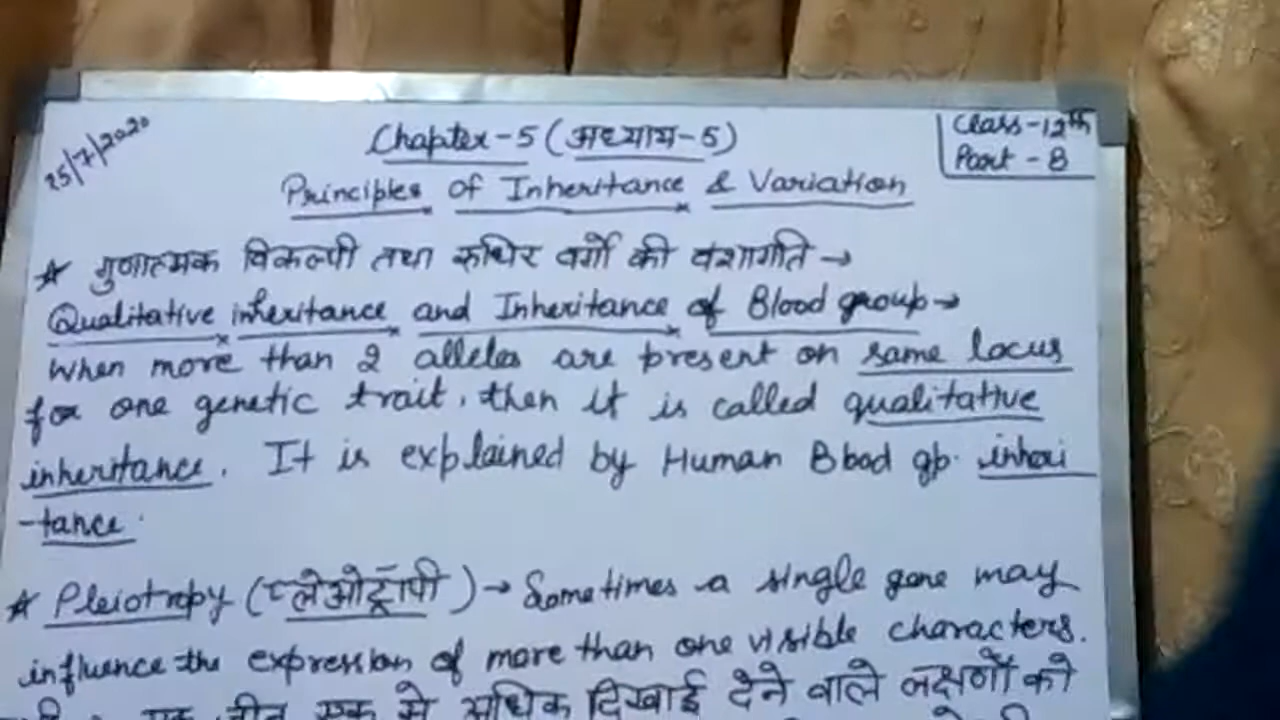 25/7/2020
Chapter-5 (अध्याय-5)
Class-12th
Part - 8
Principles of Inheritance & Variation
☆ गुणात्मक विकल्पी तथा रुधिर वर्गों की वंशागति →
Qualitative inheritance and Inheritance of Blood group→
When more than 2 alleles are present on same locus
for one genetic trait, then it is called qualitative
inheritance. It is explained by Human Blood gp. inheri
-tance.
☆ Pleiotropy (प्लेओट्रॉपी) → Sometimes a single gene may
influence the expression of more than one visible characters.
एक जीन एक से अधिक दिखाई देने वाले लक्षणों को